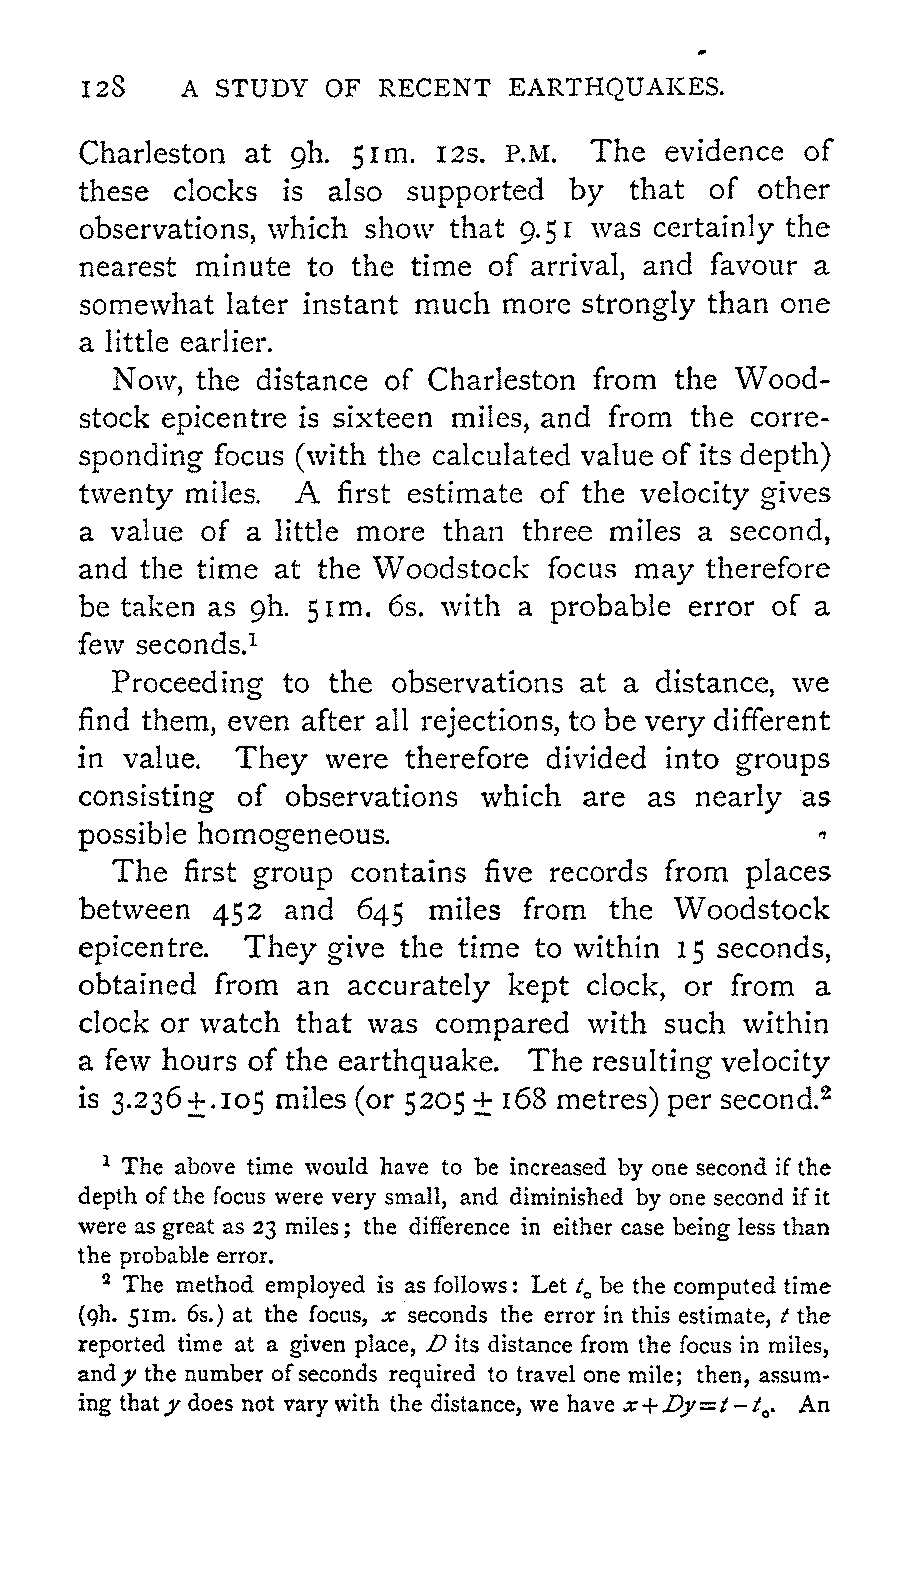 128 A STUDY OF RECENT EARTHQUAKES.
Charleston at 9h. 51m. 12s. P.M. The evidence of
these clocks is also supported by that of other
observations, which show that 9.51 was certainly the
nearest minute to the time of arrival, and favour a
somewhat later instant much more strongly than one
a little earlier.
Now, the distance of Charleston from the Wood-
stock epicentre is sixteen miles, and from the corre-
sponding focus (with the calculated value of its depth)
twenty miles. A first estimate of the velocity gives
a value of a little more than three miles a second,
and the time at the Woodstock focus may therefore
be taken as 9h. 51m. 6s. with a probable error of a
few seconds.¹
Proceeding to the observations at a distance, we
find them, even after all rejections, to be very different
in value. They were therefore divided into groups
consisting of observations which are as nearly as
possible homogeneous.
The first group contains five records from places
between 452 and 645 miles from the Woodstock
epicentre. They give the time to within 15 seconds,
obtained from an accurately kept clock, or from a
clock or watch that was compared with such within
a few hours of the earthquake. The resulting velocity
is 3.236±.105 miles (or 5205±168 metres) per second.²
¹ The above time would have to be increased by one second if the
depth of the focus were very small, and diminished by one second if it
were as great as 23 miles; the difference in either case being less than
the probable error.
² The method employed is as follows: Let t₀ be the computed time
(9h. 51m. 6s.) at the focus, x seconds the error in this estimate, t the
reported time at a given place, D its distance from the focus in miles,
and y the number of seconds required to travel one mile; then, assum-
ing that y does not vary with the distance, we have x+Dy=t−t₀. An